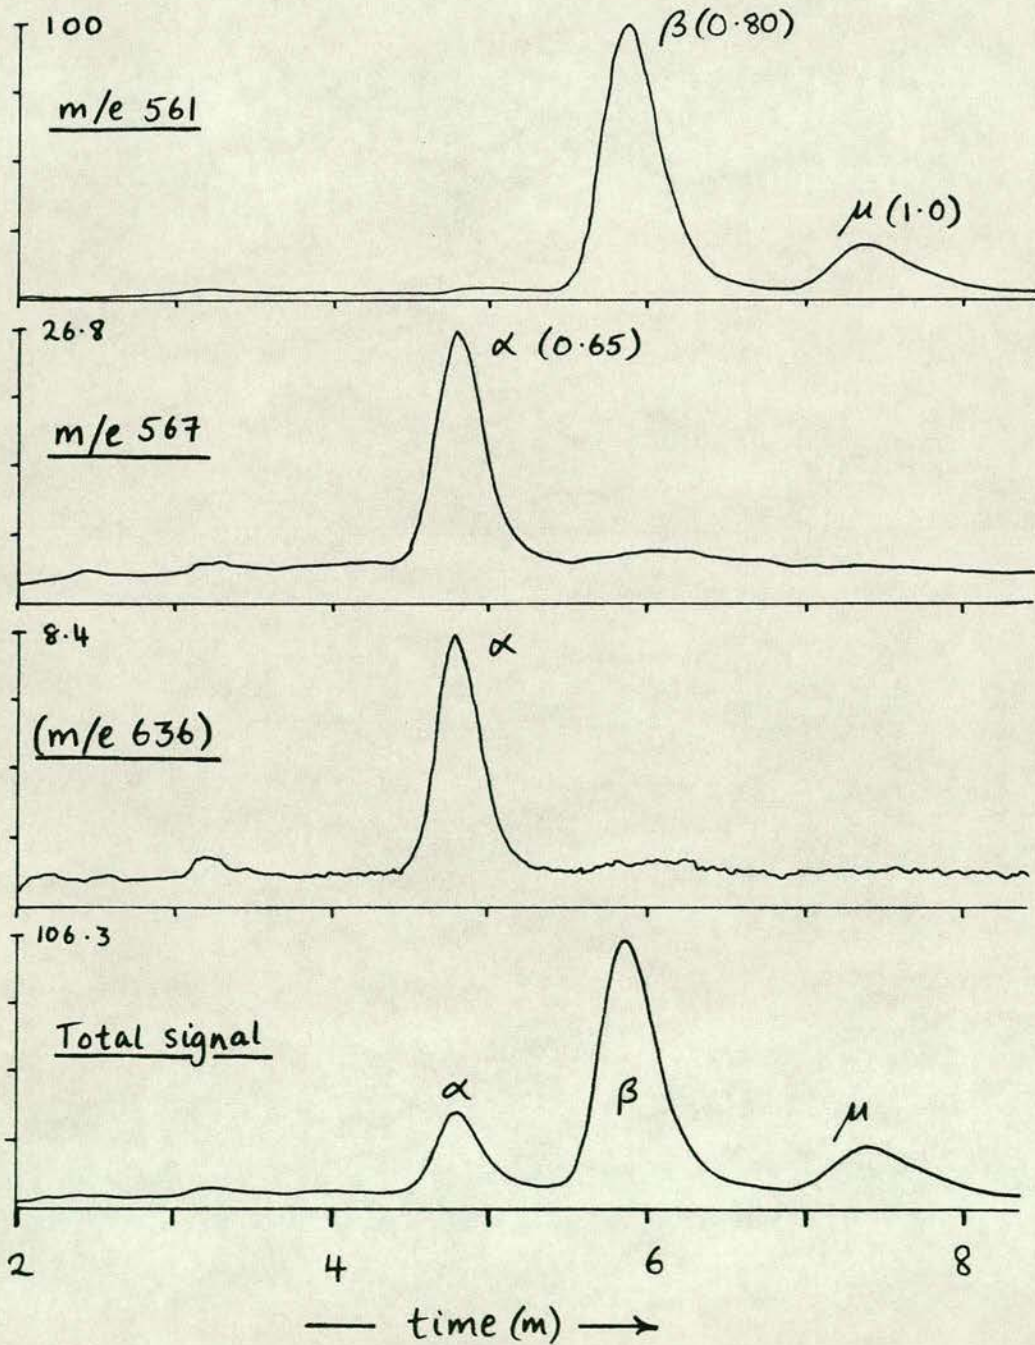 100
β (0·80)
m/e 561
μ (1·0)
26·8
α (0·65)
m/e 567
8·4
α
(m/e 636)
106·3
Total signal
α
β
μ
2 4 6 8
— time (m) →